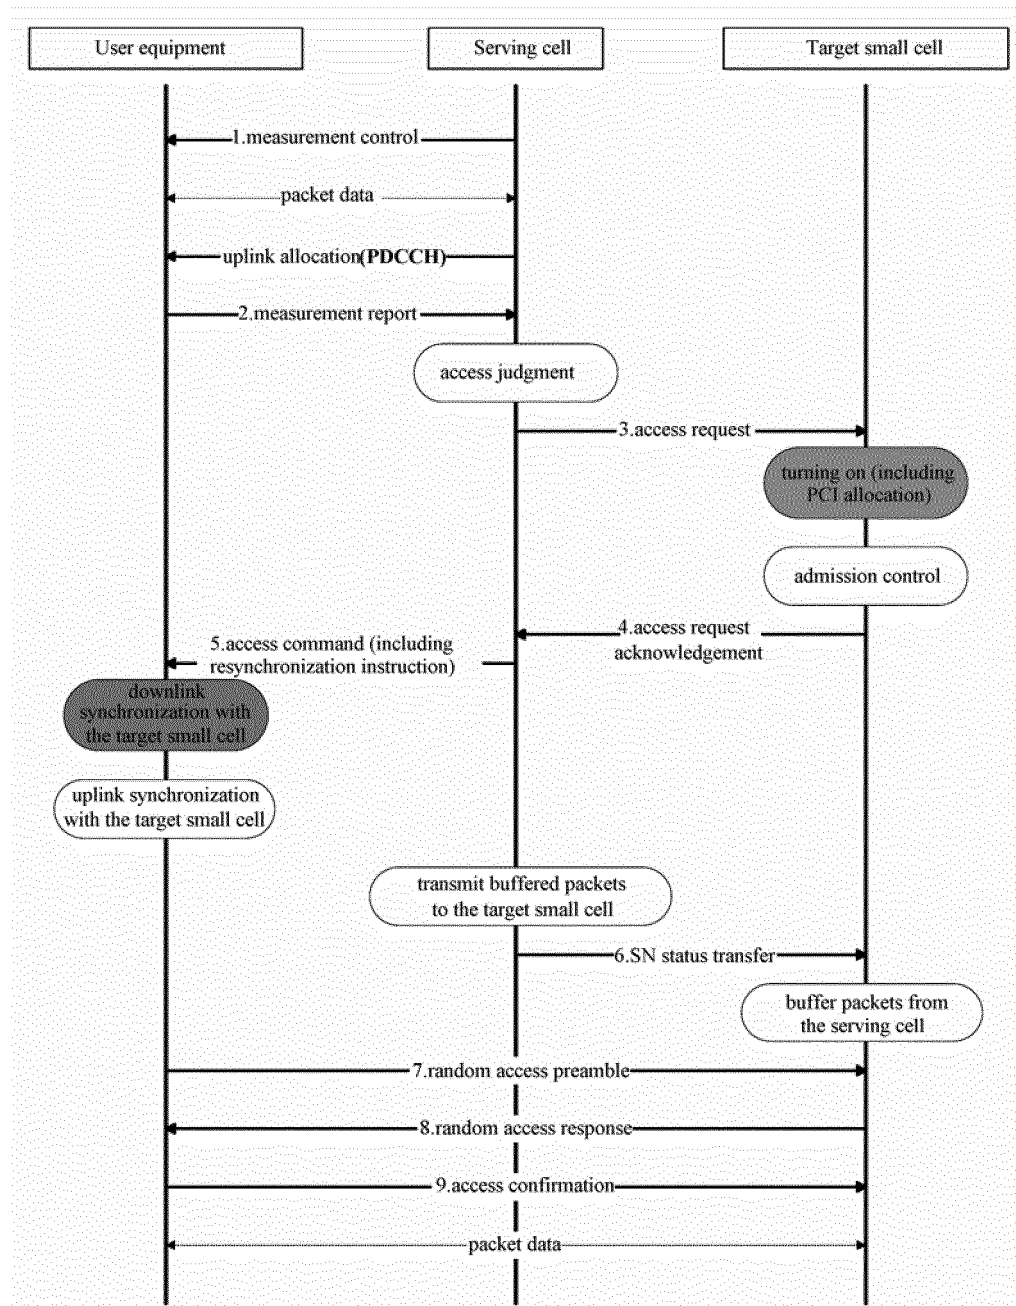 User equipment
Serving cell
Target small cell
1.measurement control
packet data
uplink allocation(PDCCH)
2.measurement report
access judgment
3.access request
turning on (including
PCI allocation)
admission control
4.access request
acknowledgement
5.access command (including
resynchronization instruction)
downlink
synchronization with
the target small cell
uplink synchronization
with the target small cell
transmit buffered packets
to the target small cell
6.SN status transfer
buffer packets from
the serving cell
7.random access preamble
8.random access response
9.access confirmation
packet data